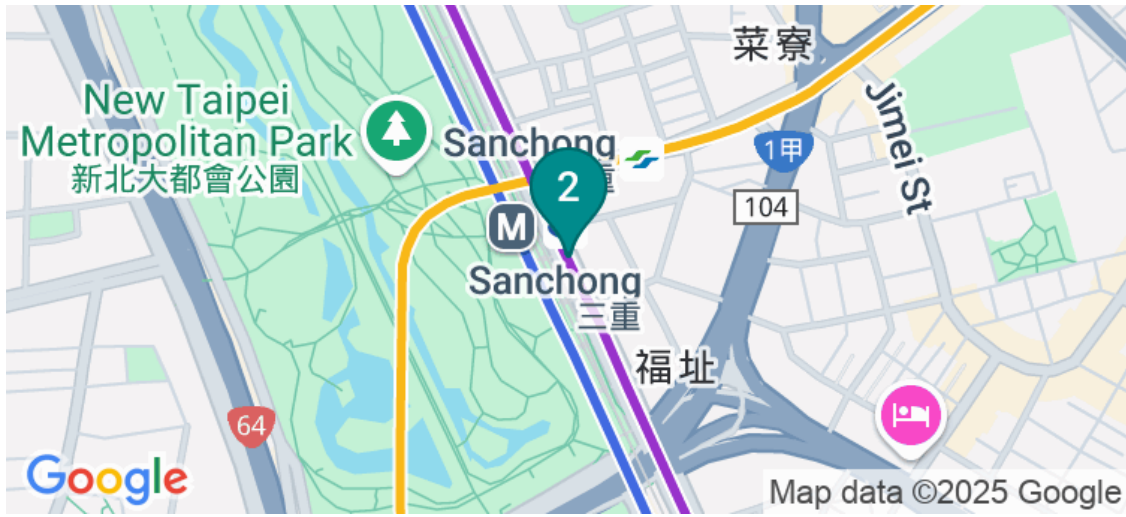 菜寮
New Taipei
Metropolitan Park
新北大都會公園
Sanchong
Jimei St
1甲
2
104
M
Sanchong
三重
福址
64
Google
Map data ©2025 Google